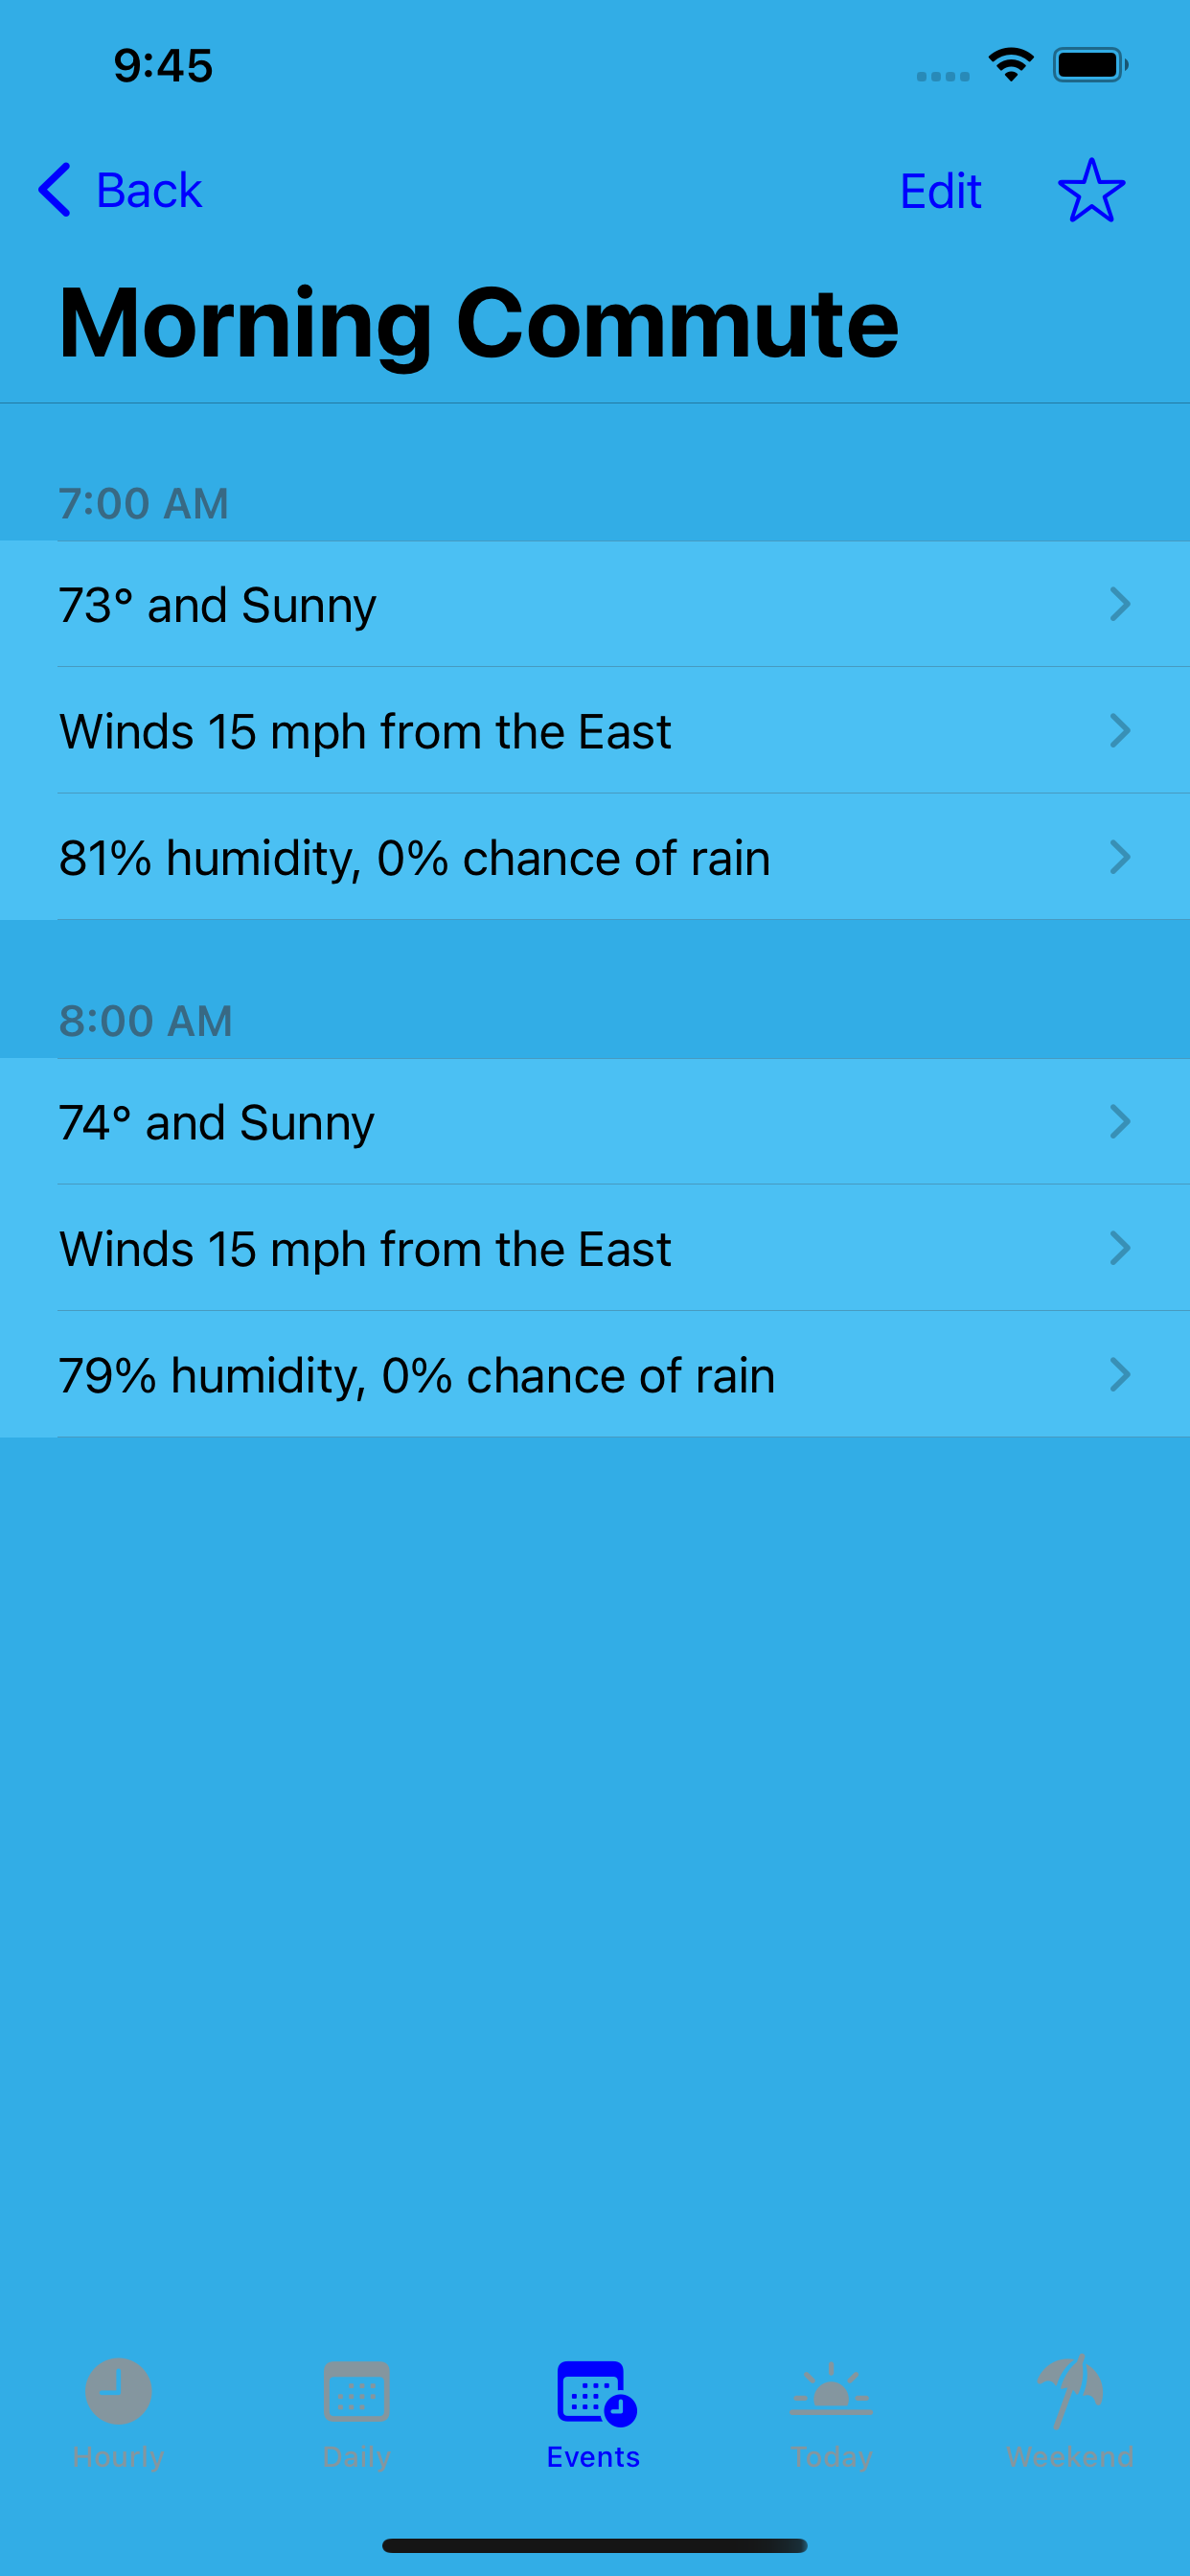 9:45
Back
Edit
Morning Commute
7:00 AM
73° and Sunny
Winds 15 mph from the East
81% humidity, 0% chance of rain
8:00 AM
74° and Sunny
Winds 15 mph from the East
79% humidity, 0% chance of rain
Hourly
Daily
Events
Today
Weekend